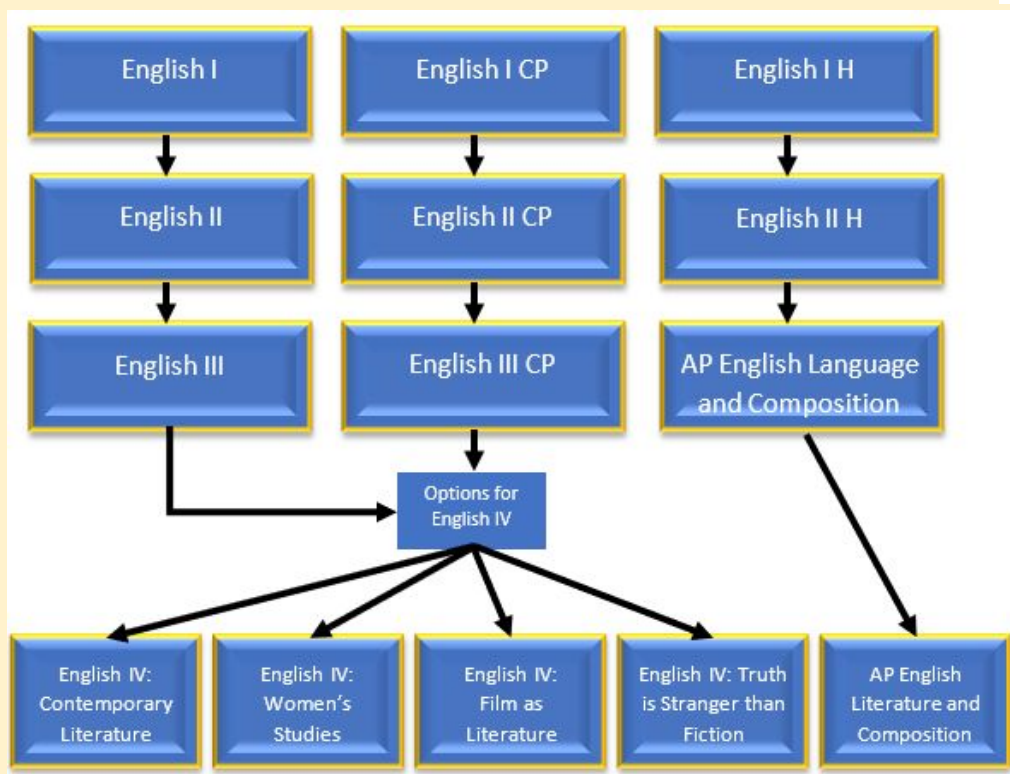 English I
English I CP
English I H
English II
English II CP
English II H
English III
English III CP
AP English Language
and Composition
Options for
English IV
English IV:
Contemporary
Literature
English IV:
Women’s
Studies
English IV:
Film as
Literature
English IV: Truth
is Stranger than
Fiction
AP English
Literature and
Composition